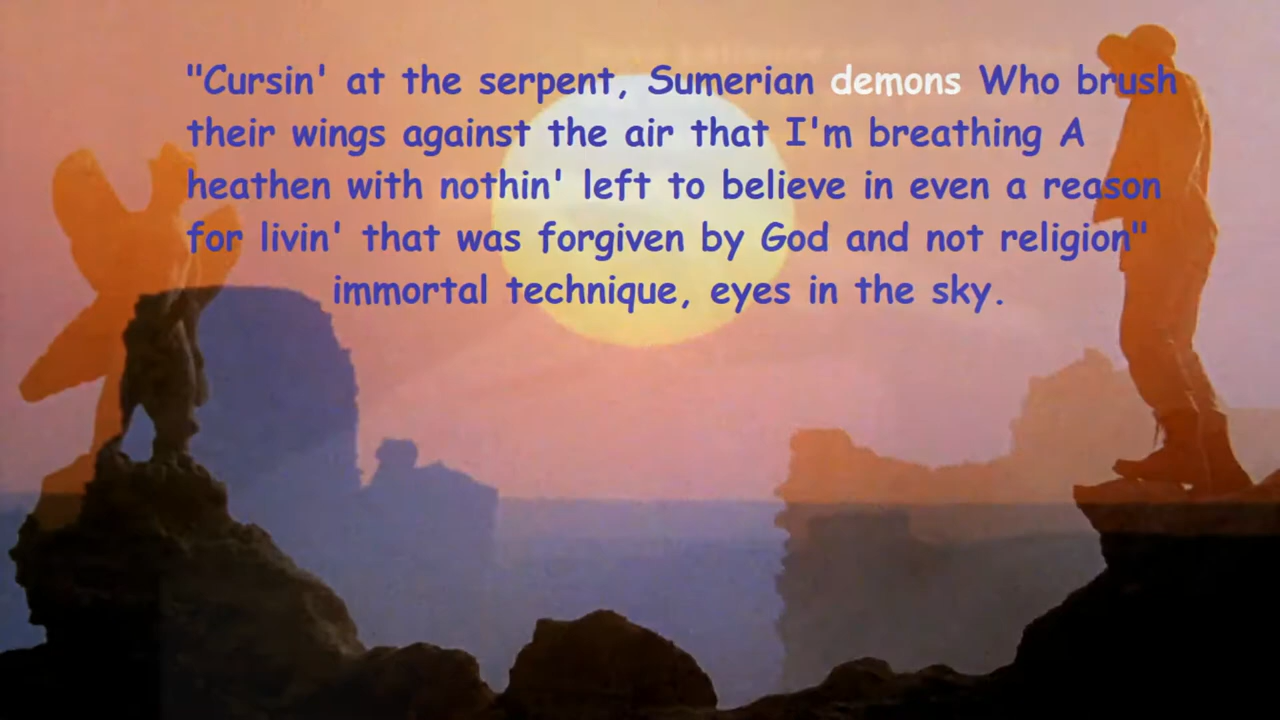 "Cursin' at the serpent, Sumerian demons Who brush
their wings against the air that I'm breathing A
heathen with nothin' left to believe in even a reason
for livin' that was forgiven by God and not religion"
immortal technique, eyes in the sky.